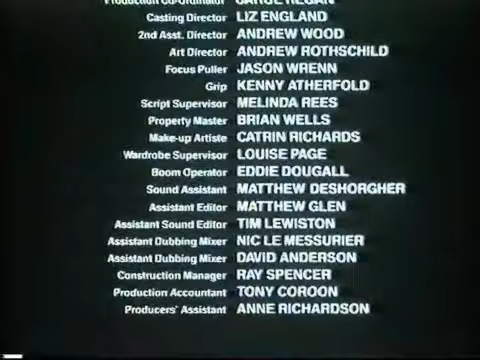 Casting Director LIZ ENGLAND
2nd Asst. Director ANDREW WOOD
Art Director ANDREW ROTHSCHILD
Focus Puller JASON WRENN
Grip KENNY ATHERFOLD
Script Supervisor MELINDA REES
Property Master BRIAN WELLS
Make-up Artiste CATRIN RICHARDS
Wardrobe Supervisor LOUISE PAGE
Boom Operator EDDIE DOUGALL
Sound Assistant MATTHEW DESHORGHER
Assistant Editor MATTHEW GLEN
Assistant Sound Editor TIM LEWISTON
Assistant Dubbing Mixer NIC LE MESSURIER
Assistant Dubbing Mixer DAVID ANDERSON
Construction Manager RAY SPENCER
Production Accountant TONY COROON
Producers' Assistant ANNE RICHARDSON